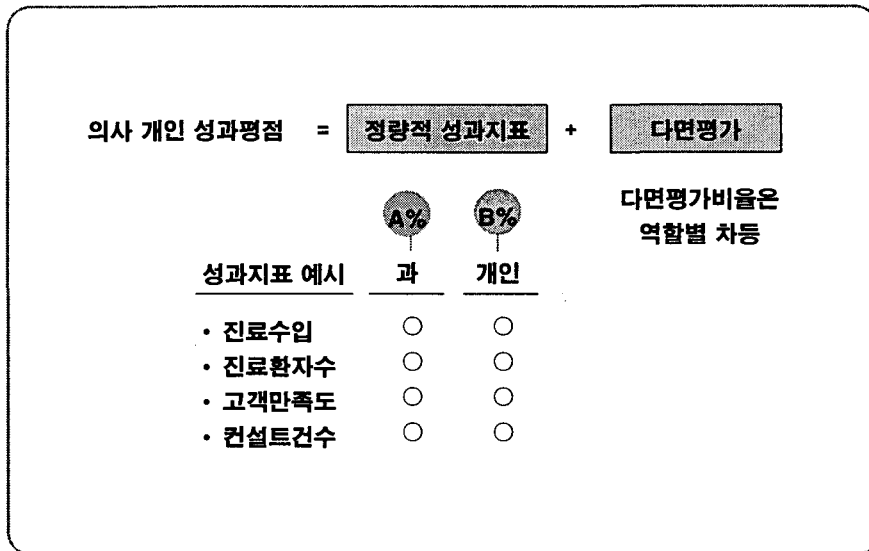 의사 개인 성과평점 = 정량적 성과지표 + 다면평가
다면평가비율은
역할별 차등
A% B%
성과지표 예시 과 개인
• 진료수입 ○ ○
• 진료환자수 ○ ○
• 고객만족도 ○ ○
• 컨설트건수 ○ ○